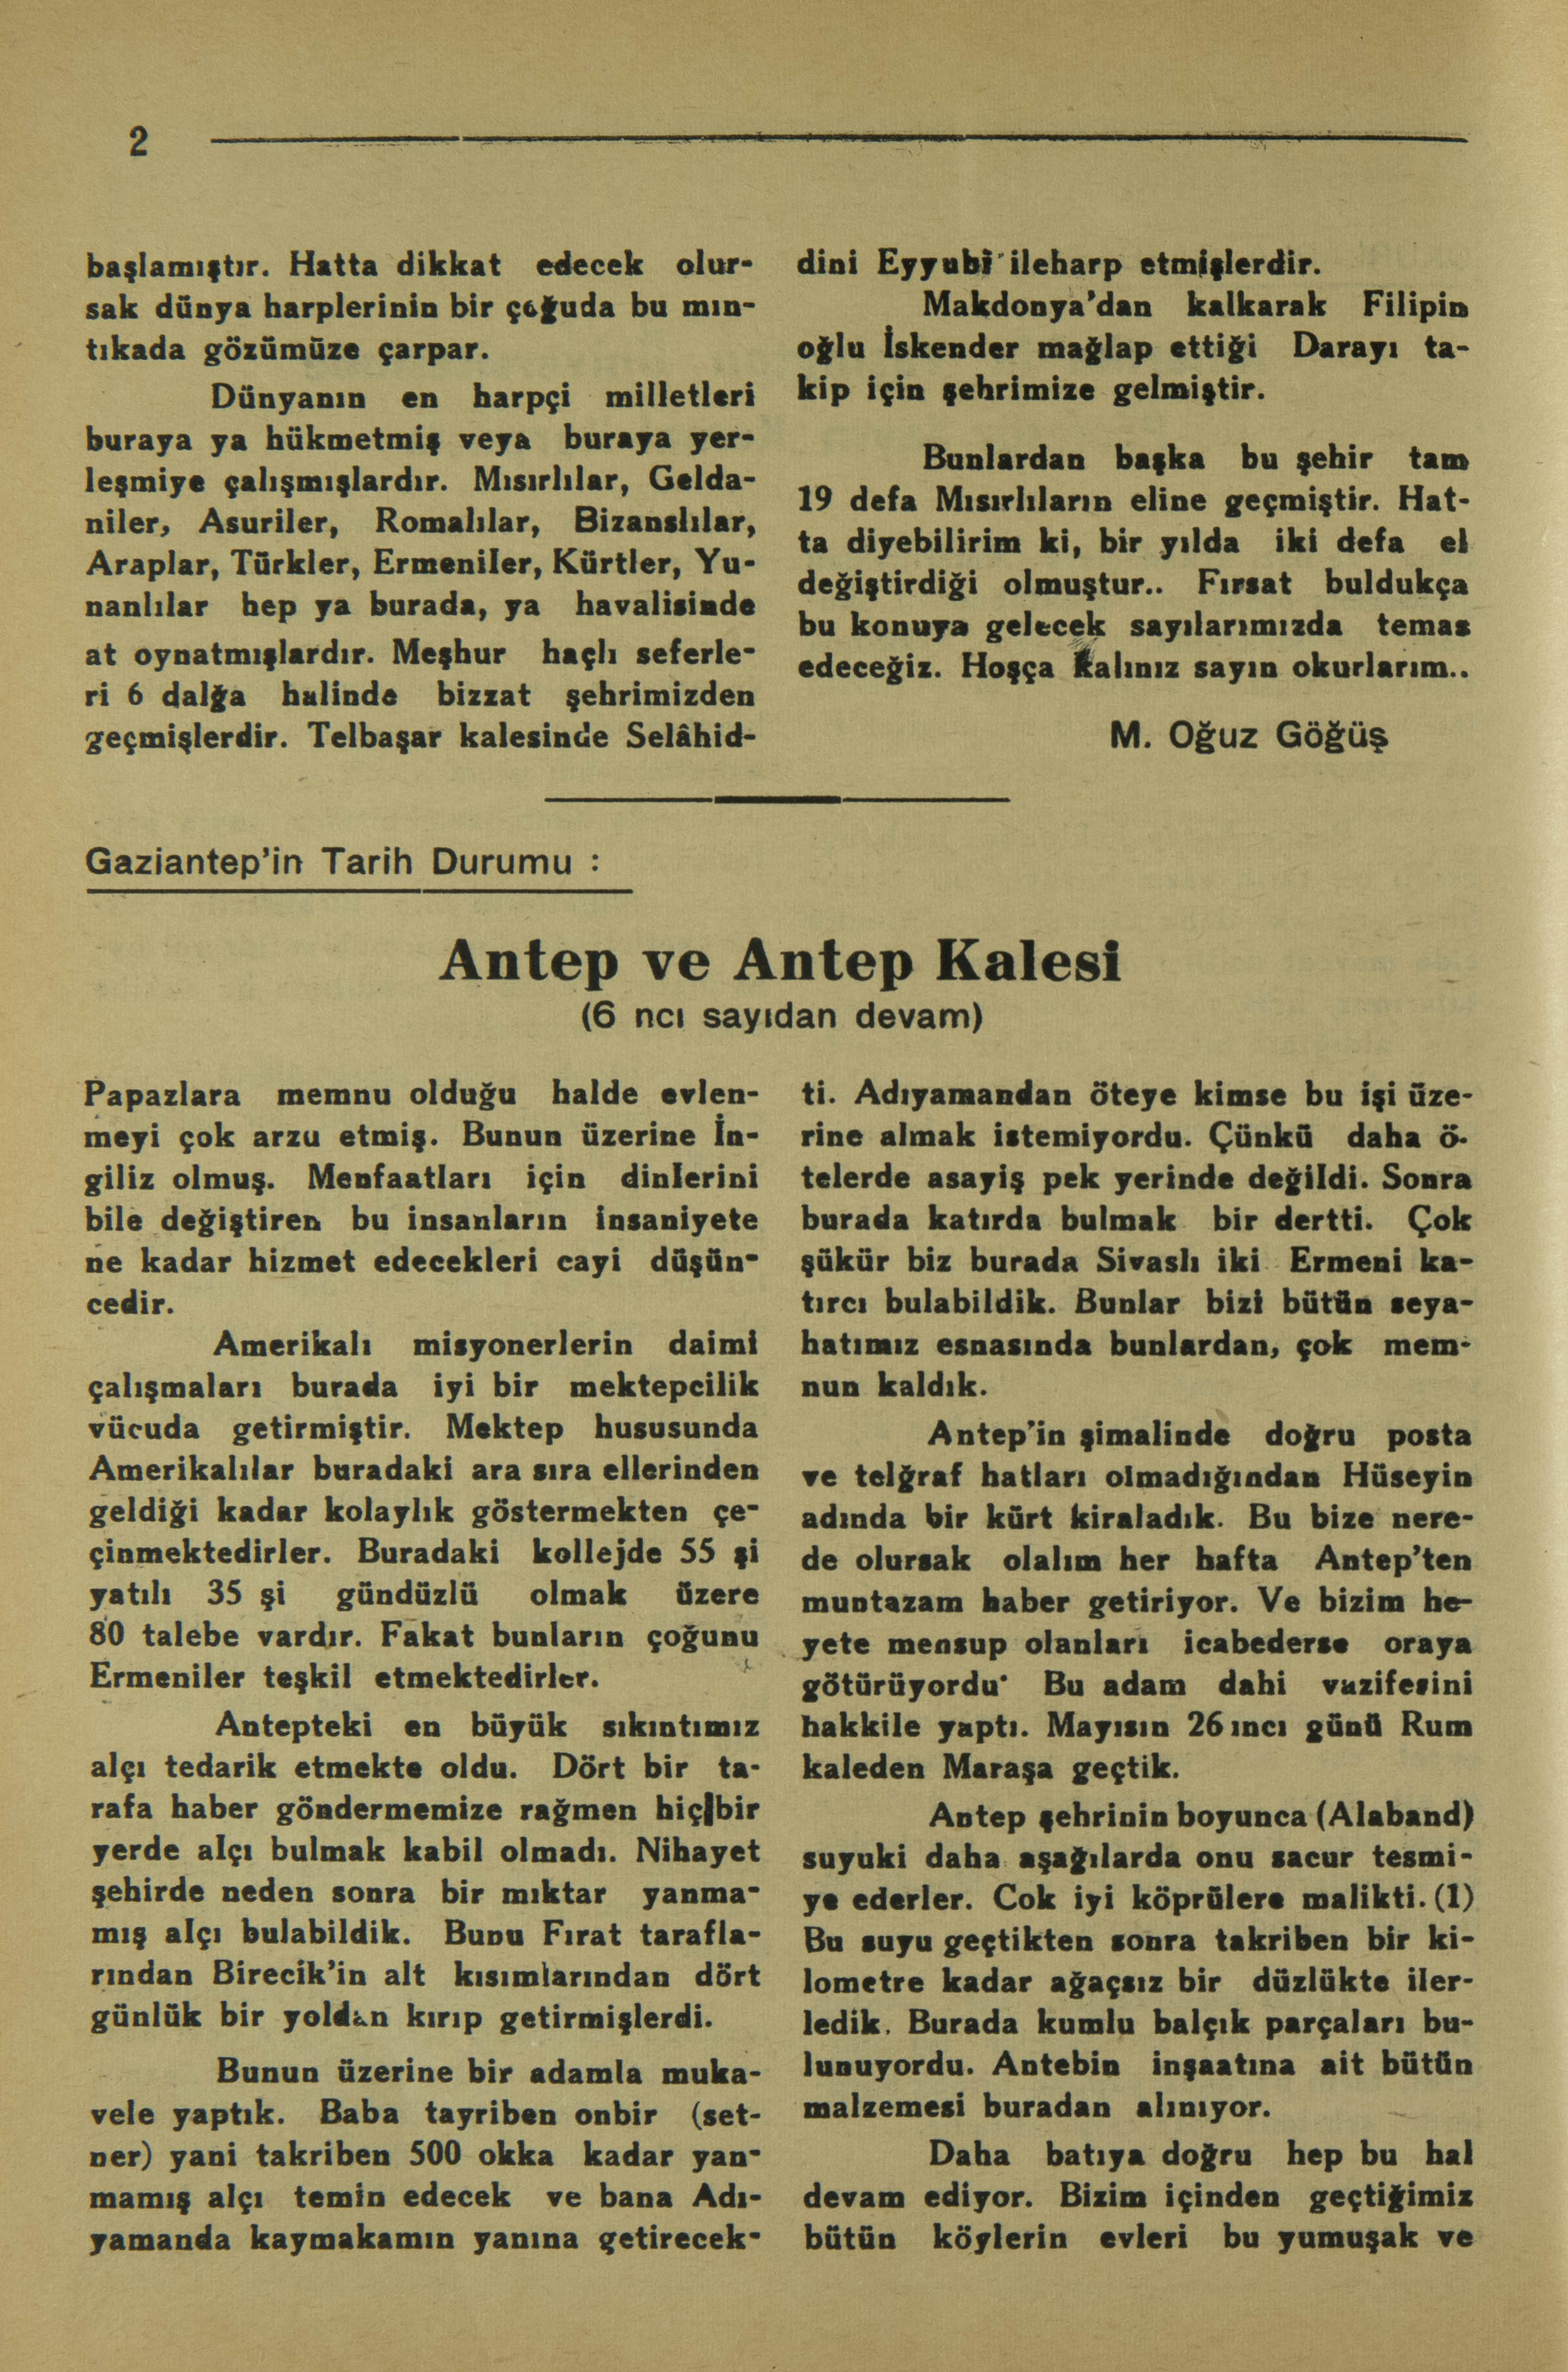 2
başlamıştır. Hatta dikkat edecek olur-
sak dünya harplerinin bir çoğuda bu mın-
tıkada gözümüze çarpar.
Dünyanın en harpçi milletleri
buraya ya hükmetmiş veya buraya yer-
leşmiye çalışmışlardır. Mısırlılar, Gelda-
niler, Asuriler, Romalılar, Bizanslılar,
Araplar, Türkler, Ermeniler, Kürtler, Yu-
nanlılar hep ya burada, ya havalisinde
at oynatmışlardır. Meşhur haçlı seferle-
ri 6 dalğa halinde bizzat şehrimizden
geçmişlerdir. Telbaşar kalesinde Selâhid-
dini Eyyubî ileharp etmişlerdir.
Makdonya'dan kalkarak Filipin
oğlu İskender mağlap ettiği Darayı ta-
kip için şehrimize gelmiştir.
Bunlardan başka bu şehir tam
19 defa Mısırlıların eline geçmiştir. Hat-
ta diyebilirim ki, bir yılda iki defa el
değiştirdiği olmuştur.. Fırsat buldukça
bu konuya gelecek sayılarımızda temas
edeceğiz. Hoşça kalınız sayın okurlarım..
M. Oğuz Göğüş
Gaziantep'in Tarih Durumu :
Antep ve Antep Kalesi
(6 ncı sayıdan devam)
Papazlara memnu olduğu halde evlen-
meyi çok arzu etmiş. Bunun üzerine İn-
giliz olmuş. Menfaatları için dinlerini
bile değiştiren bu insanların insaniyete
ne kadar hizmet edecekleri cayi düşün-
cedir.
Amerikalı misyonerlerin daimi
çalışmaları burada iyi bir mektepcilik
vücuda getirmiştir. Mektep hususunda
Amerikalılar buradaki ara sıra ellerinden
geldiği kadar kolaylık göstermekten çe-
çinmektedirler. Buradaki kollejde 55 şi
yatılı 35 şi gündüzlü olmak üzere
80 talebe vardır. Fakat bunların çoğunu
Ermeniler teşkil etmektedirler.
Antepteki en büyük sıkıntımız
alçı tedarik etmekte oldu. Dört bir ta-
rafa haber göndermemize rağmen hiçbir
yerde alçı bulmak kabil olmadı. Nihayet
şehirde neden sonra bir mıktar yanma-
mış alçı bulabildik. Bunu Fırat tarafla-
rından Birecik'in alt kısımlarından dört
günlük bir yoldan kırıp getirmişlerdi.
Bunun üzerine bir adamla muka-
vele yaptık. Baba tayriben onbir (set-
ner) yani takriben 500 okka kadar yan-
mamış alçı temin edecek ve bana Adı-
yamanda kaymakamın yanına getirecek-
ti. Adıyamandan öteye kimse bu işi üze-
rine almak istemiyordu. Çünkü daha ö-
telerde asayiş pek yerinde değildi. Sonra
burada katırda bulmak bir dertti. Çok
şükür biz burada Sivaslı iki Ermeni ka-
tırcı bulabildik. Bunlar bizi bütün seya-
hatımız esnasında bunlardan, çok mem-
nun kaldık.
Antep'in şimalinde doğru posta
ve telğraf hatları olmadığından Hüseyin
adında bir kürt kiraladık. Bu bize nere-
de olursak olalım her hafta Antep'ten
muntazam haber getiriyor. Ve bizim he-
yete mensup olanları icabederse oraya
götürüyordu· Bu adam dahi vazifesini
hakkile yaptı. Mayısın 26 ıncı günü Rum
kaleden Maraşa geçtik.
Antep şehrinin boyunca (Alaband)
suyuki daha aşağılarda onu sacur tesmi-
ye ederler. Cok iyi köprülere malikti. (1)
Bu suyu geçtikten sonra takriben bir ki-
lometre kadar ağaçsız bir düzlükte iler-
ledik. Burada kumlu balçık parçaları bu-
lunuyordu. Antebin inşaatına ait bütün
malzemesi buradan alınıyor.
Daha batıya doğru hep bu hal
devam ediyor. Bizim içinden geçtiğimiz
bütün köylerin evleri bu yumuşak ve